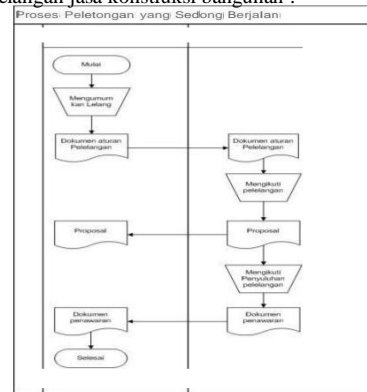 pelelangan jasa konstruksi bangunan :
Proses Peletongan yang Sedong Berjalan
Mulai
Mengumum
kan Lelang
Dokumen aturan
Pelelangan
Dokumen aturan
Pelelangan
Mengikuti
pelelangan
Proposal
Proposal
Mengikuti
Penyuluhan
pelelangan
Dokumen
penawaran
Dokumen
penawaran
Selesai